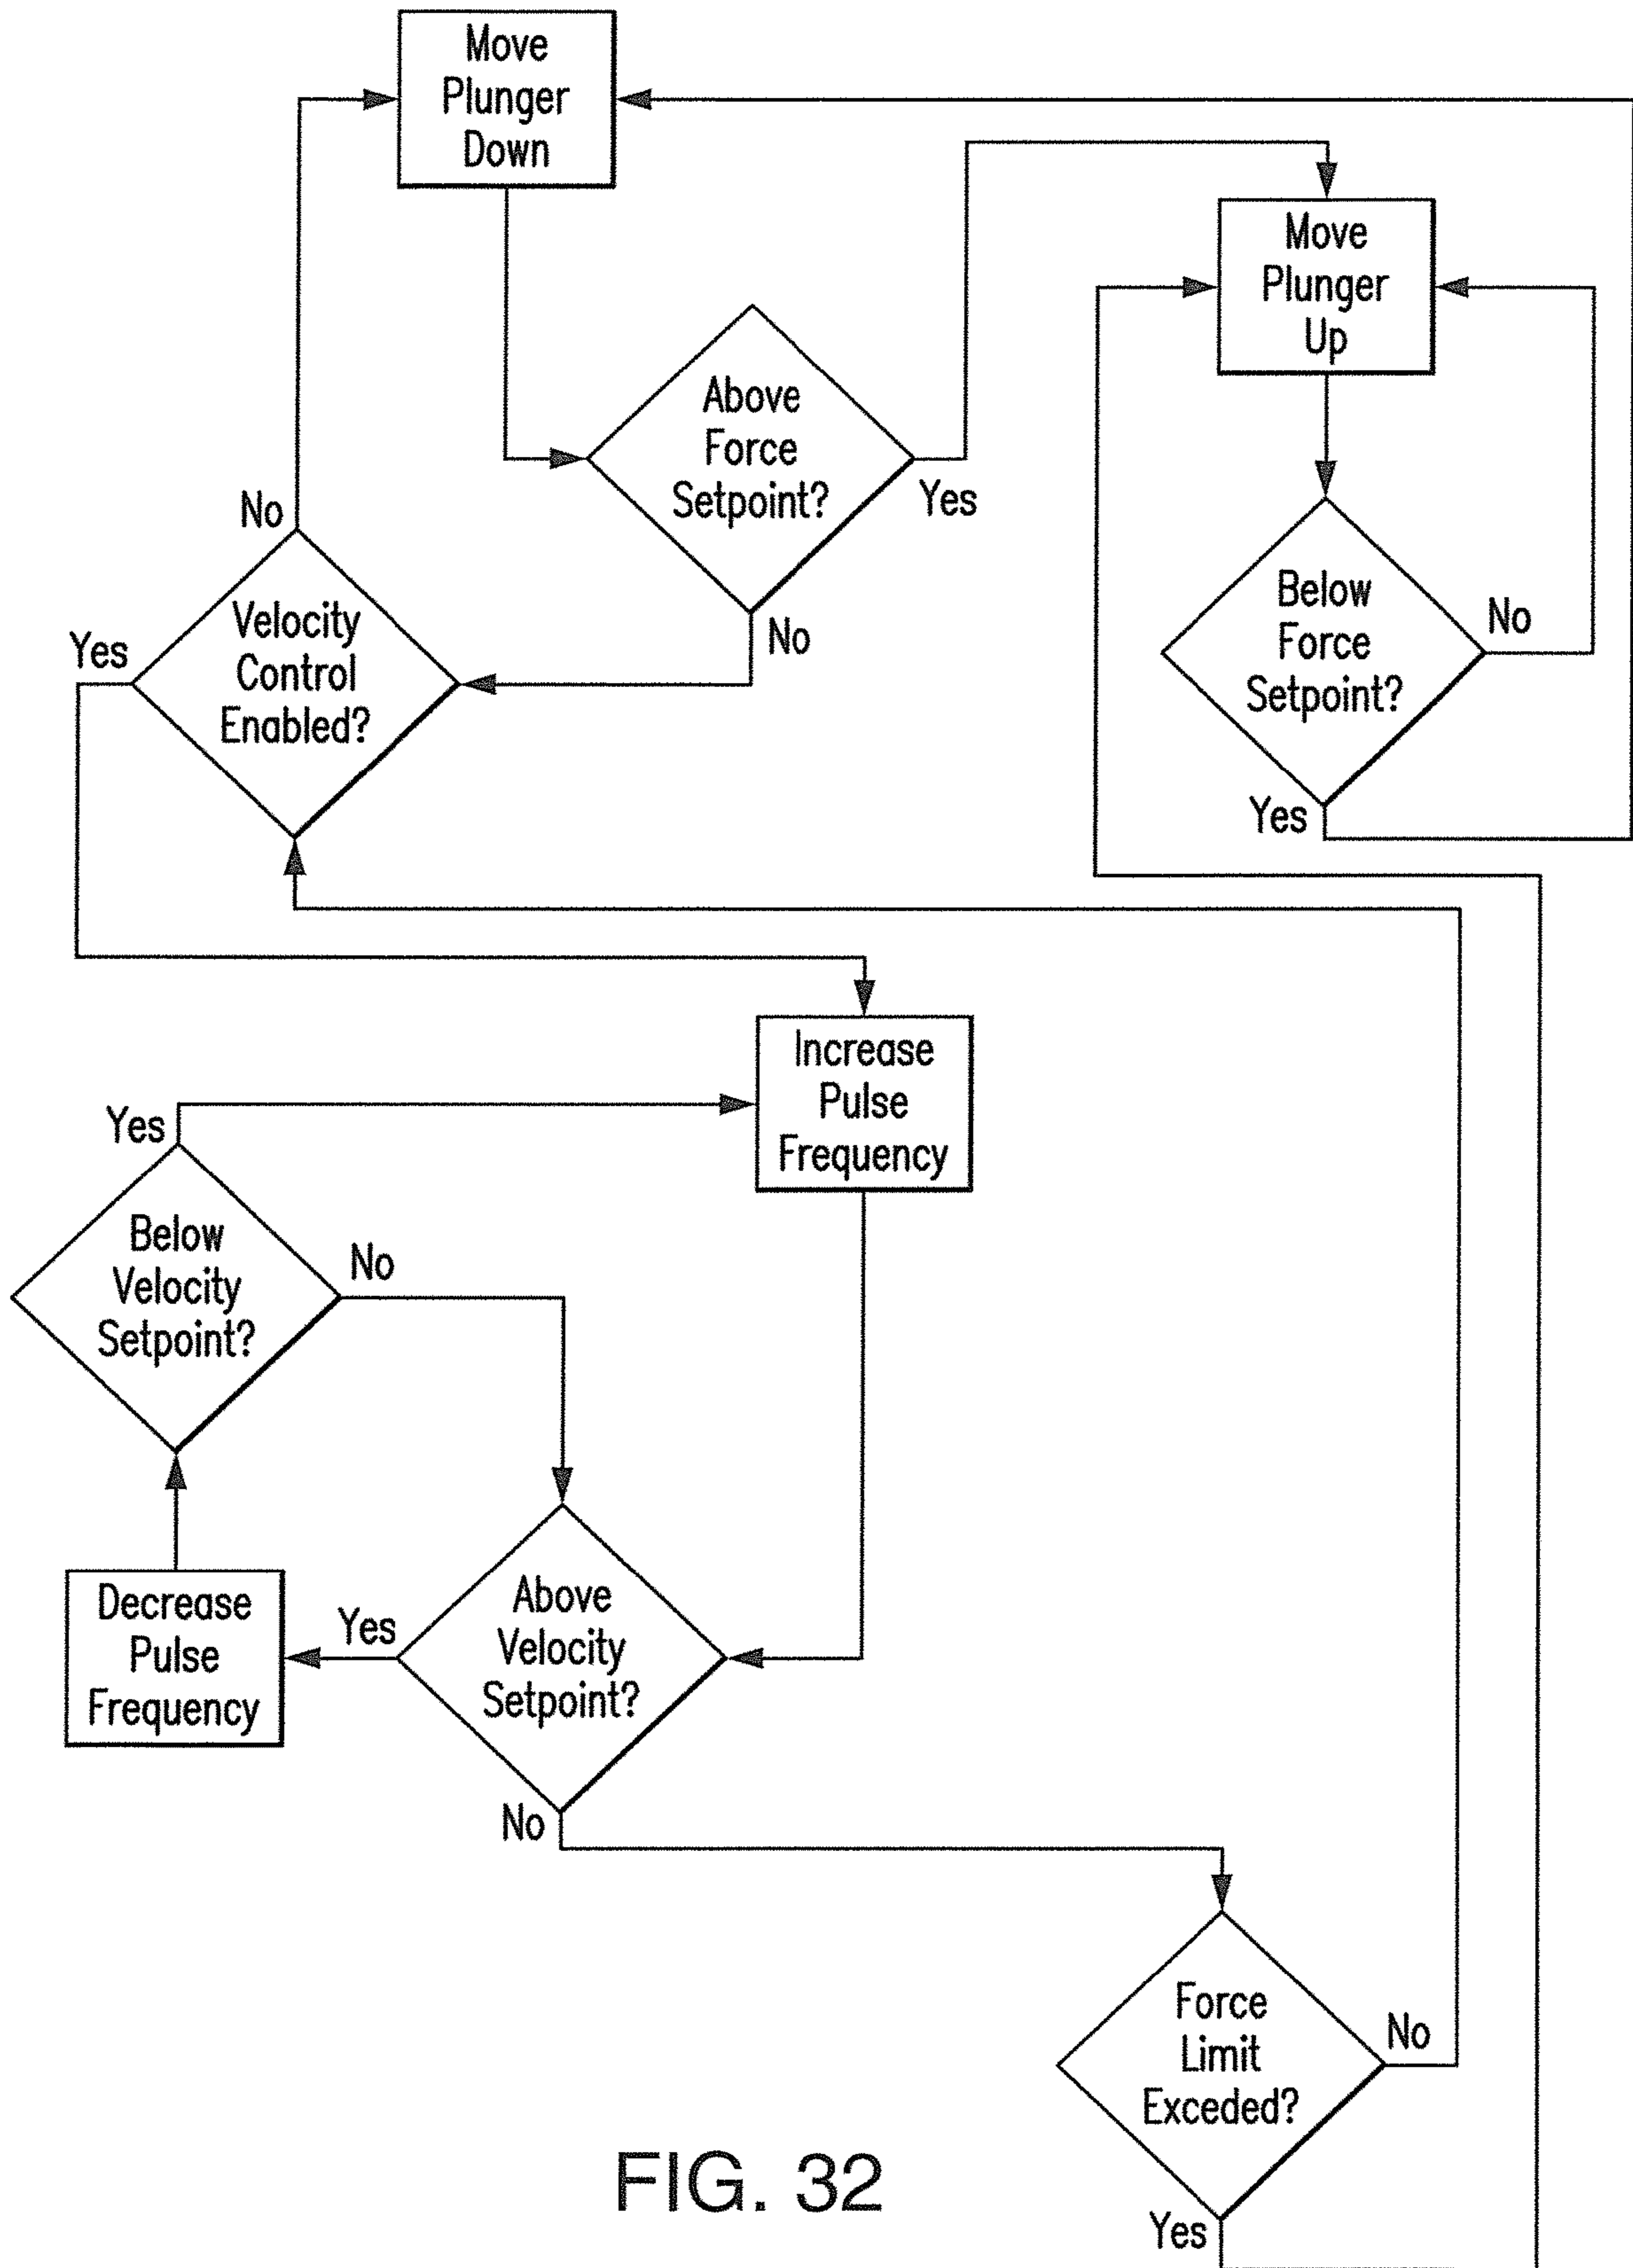 Move
Plunger
Down
Move
Plunger
Up
Above
Force
Setpoint?
Yes
No
No
Velocity
Control
Enabled?
Yes
Below
Force
Setpoint?
No
Yes
Increase
Pulse
Frequency
Yes
Below
Velocity
Setpoint?
No
Decrease
Pulse
Frequency
Yes
Above
Velocity
Setpoint?
No
Force
Limit
Exceded?
No
Yes
FIG. 32